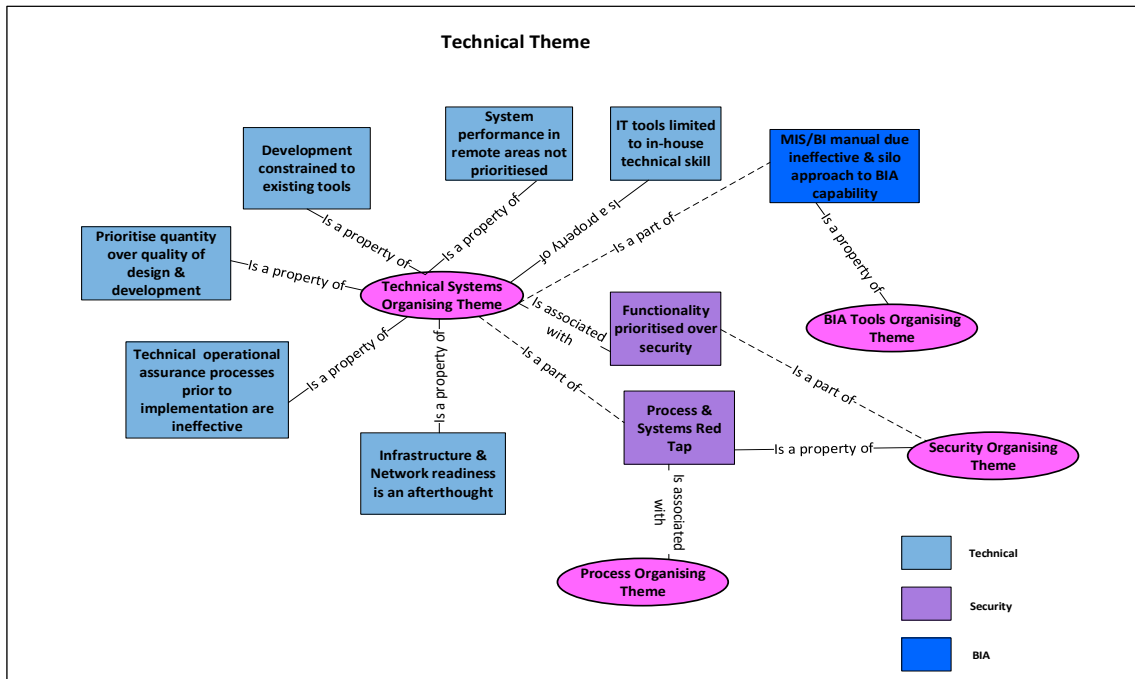 Technical Theme
System
performance in
remote areas not
prioritiesed
IT tools limited
to in-house
technical skill
MIS/BI manual due
ineffective & silo
approach to BIA
capability
Development
constrained to
existing tools
Prioritise quantity
over quality of
design &
development
Is a property of
Is a property of
Is a property of
Is a part of
Is a property of
Is a property of
Technical Systems
Organising Theme
Is associated
with
Functionality
prioritised over
security
BIA Tools Organising
Theme
Technical operational
assurance processes
prior to
implementation are
ineffective
Is a property of
Is a property of
Is a part of
Is a part of
Process &
Systems Red
Tap
Is a property of
Security Organising
Theme
Infrastructure &
Network readiness
is an afterthought
Is associated
with
Process Organising
Theme
Technical
Security
BIA